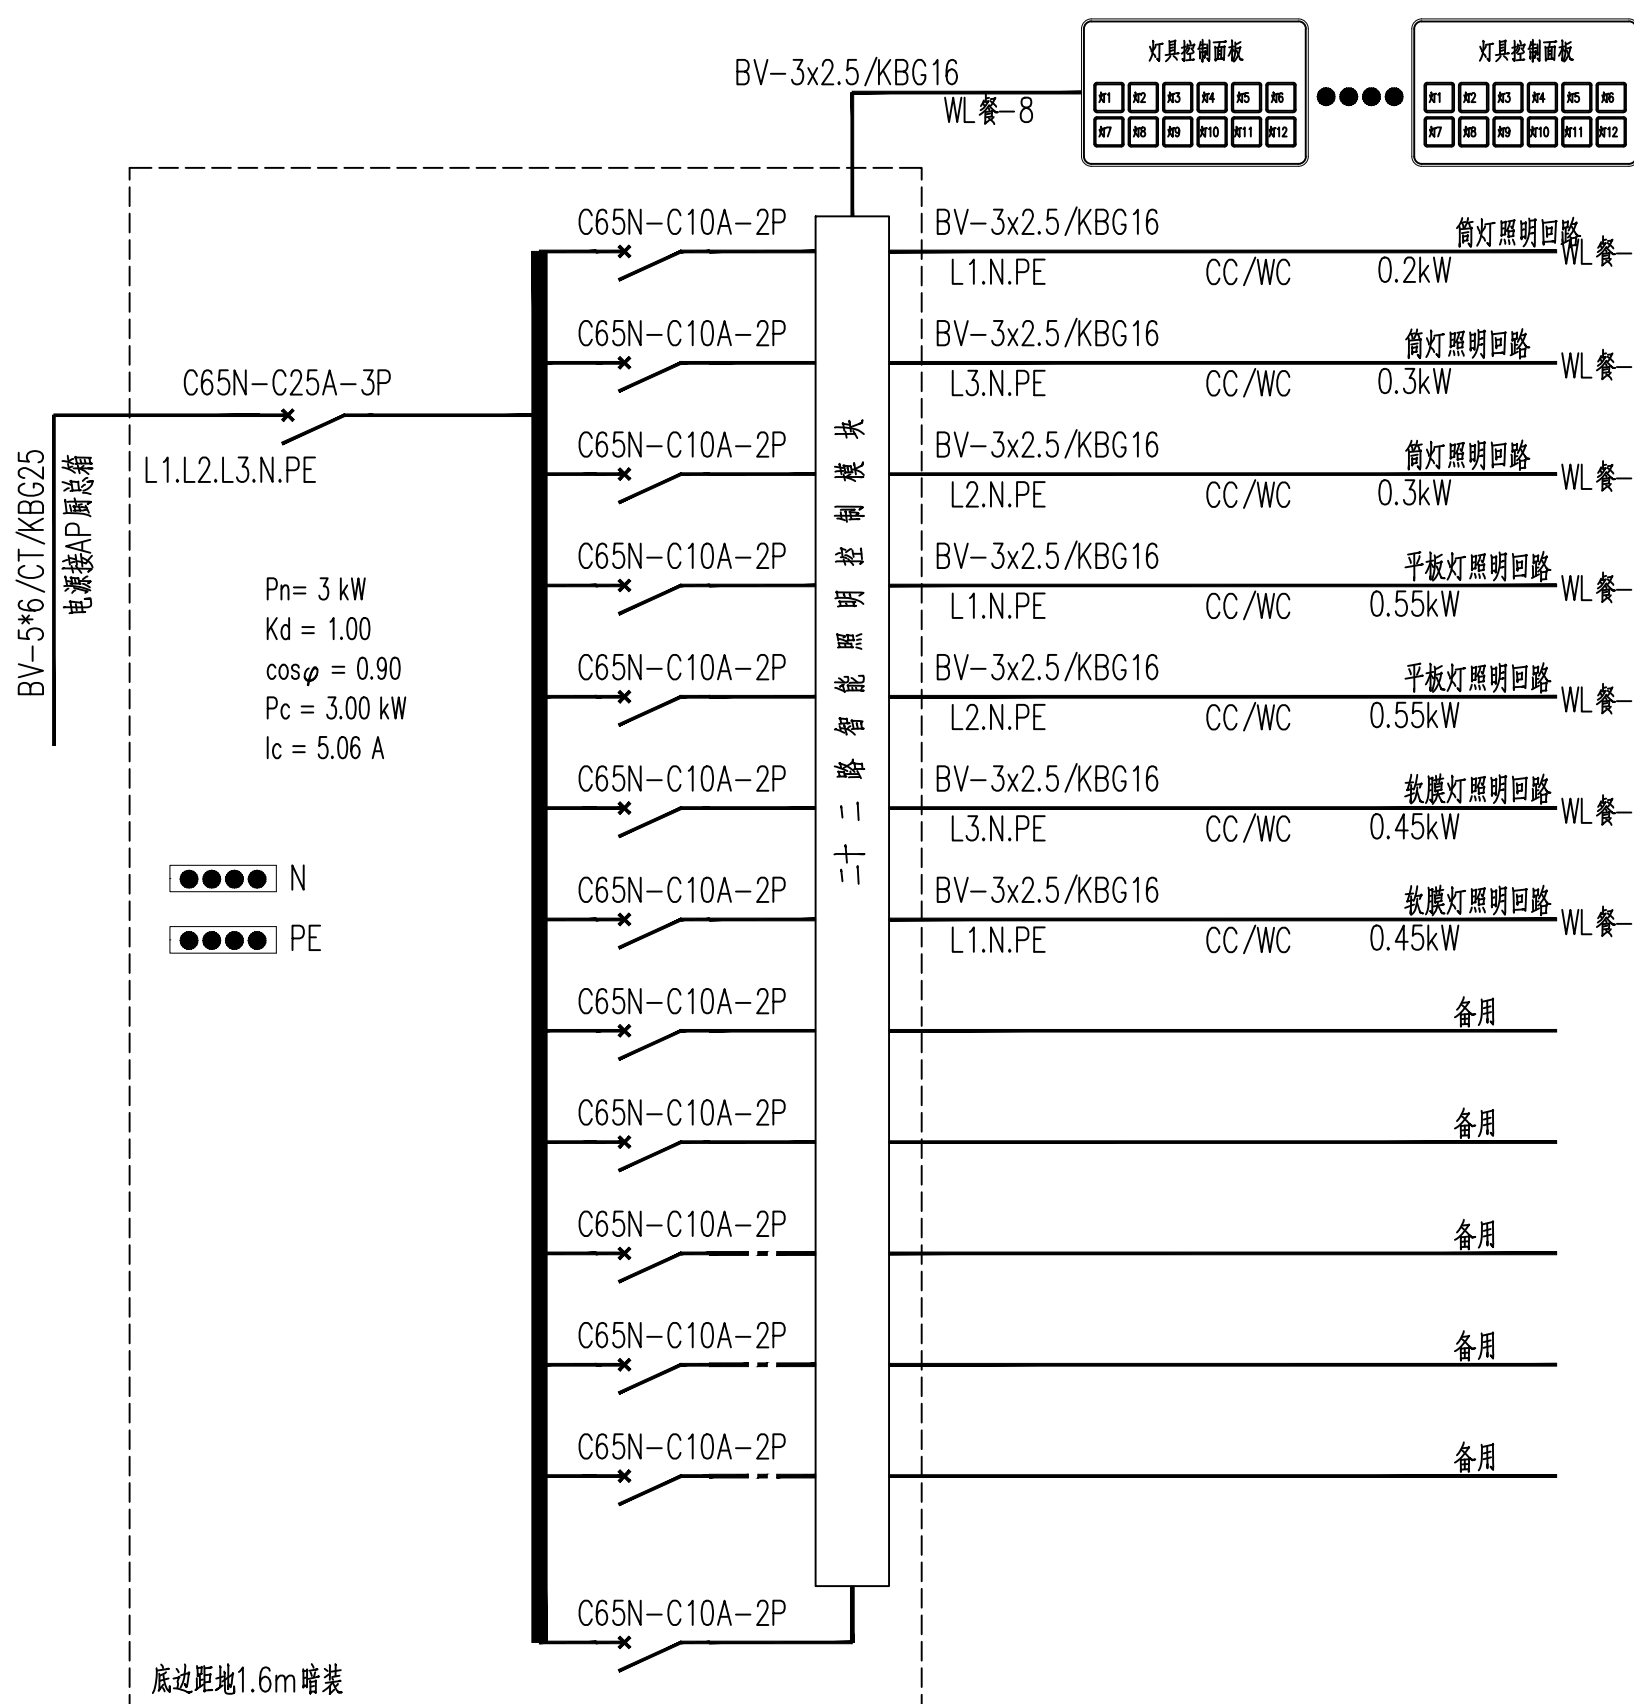 BV-3x2.5/KBG16
WL餐-8
灯具控制面板
灯1 灯2 灯3 灯4 灯5 灯6
灯7 灯8 灯9 灯10 灯11 灯12
灯具控制面板
灯1 灯2 灯3 灯4 灯5 灯6
灯7 灯8 灯9 灯10 灯11 灯12
BV-5*6/CT/KBG25
电源接AP厨总箱
C65N-C25A-3P
L1.L2.L3.N.PE
Pn= 3 kW
Kd = 1.00
cosφ = 0.90
Pc = 3.00 kW
Ic = 5.06 A
N
PE
二十二路智能照明控制模块
C65N-C10A-2P BV-3x2.5/KBG16 筒灯照明回路 WL餐-
L1.N.PE CC/WC 0.2kW
C65N-C10A-2P BV-3x2.5/KBG16 筒灯照明回路 WL餐-
L3.N.PE CC/WC 0.3kW
C65N-C10A-2P BV-3x2.5/KBG16 筒灯照明回路 WL餐-
L2.N.PE CC/WC 0.3kW
C65N-C10A-2P BV-3x2.5/KBG16 平板灯照明回路 WL餐-
L1.N.PE CC/WC 0.55kW
C65N-C10A-2P BV-3x2.5/KBG16 平板灯照明回路 WL餐-
L2.N.PE CC/WC 0.55kW
C65N-C10A-2P BV-3x2.5/KBG16 软膜灯照明回路 WL餐-
L3.N.PE CC/WC 0.45kW
C65N-C10A-2P BV-3x2.5/KBG16 软膜灯照明回路 WL餐-
L1.N.PE CC/WC 0.45kW
C65N-C10A-2P 备用
C65N-C10A-2P 备用
C65N-C10A-2P 备用
C65N-C10A-2P 备用
C65N-C10A-2P 备用
C65N-C10A-2P
底边距地1.6m暗装